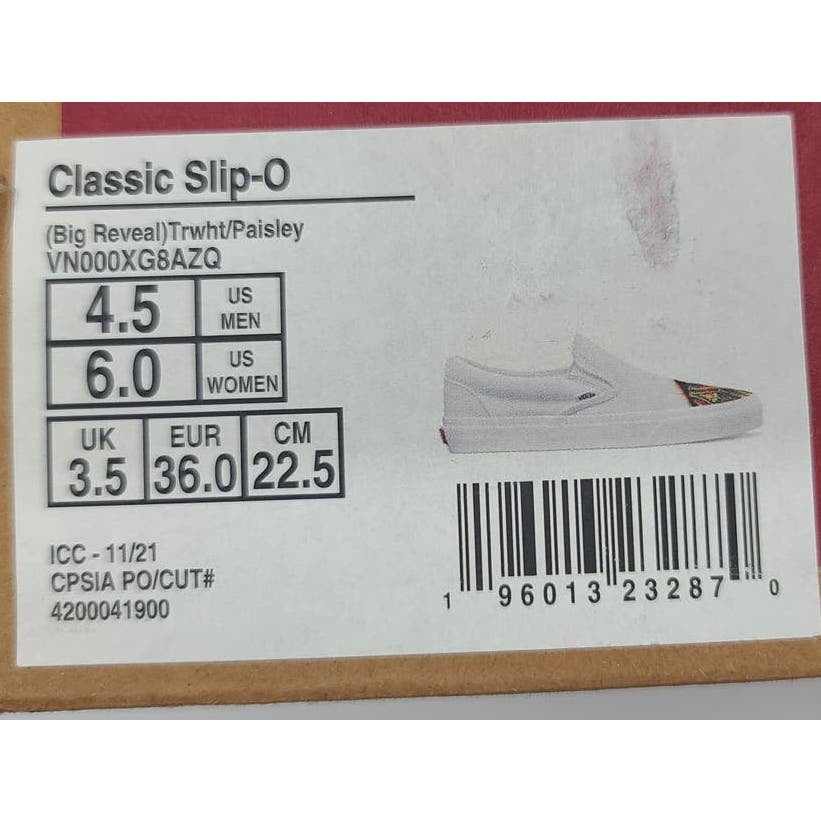 Classic Slip-O
(Big Reveal)Trwht/Paisley
VN000XG8AZQ
4.5 US MEN
6.0 US WOMEN
UK 3.5 EUR 36.0 CM 22.5
ICC - 11/21
CPSIA PO/CUT#
4200041900
1 96013 23287 0